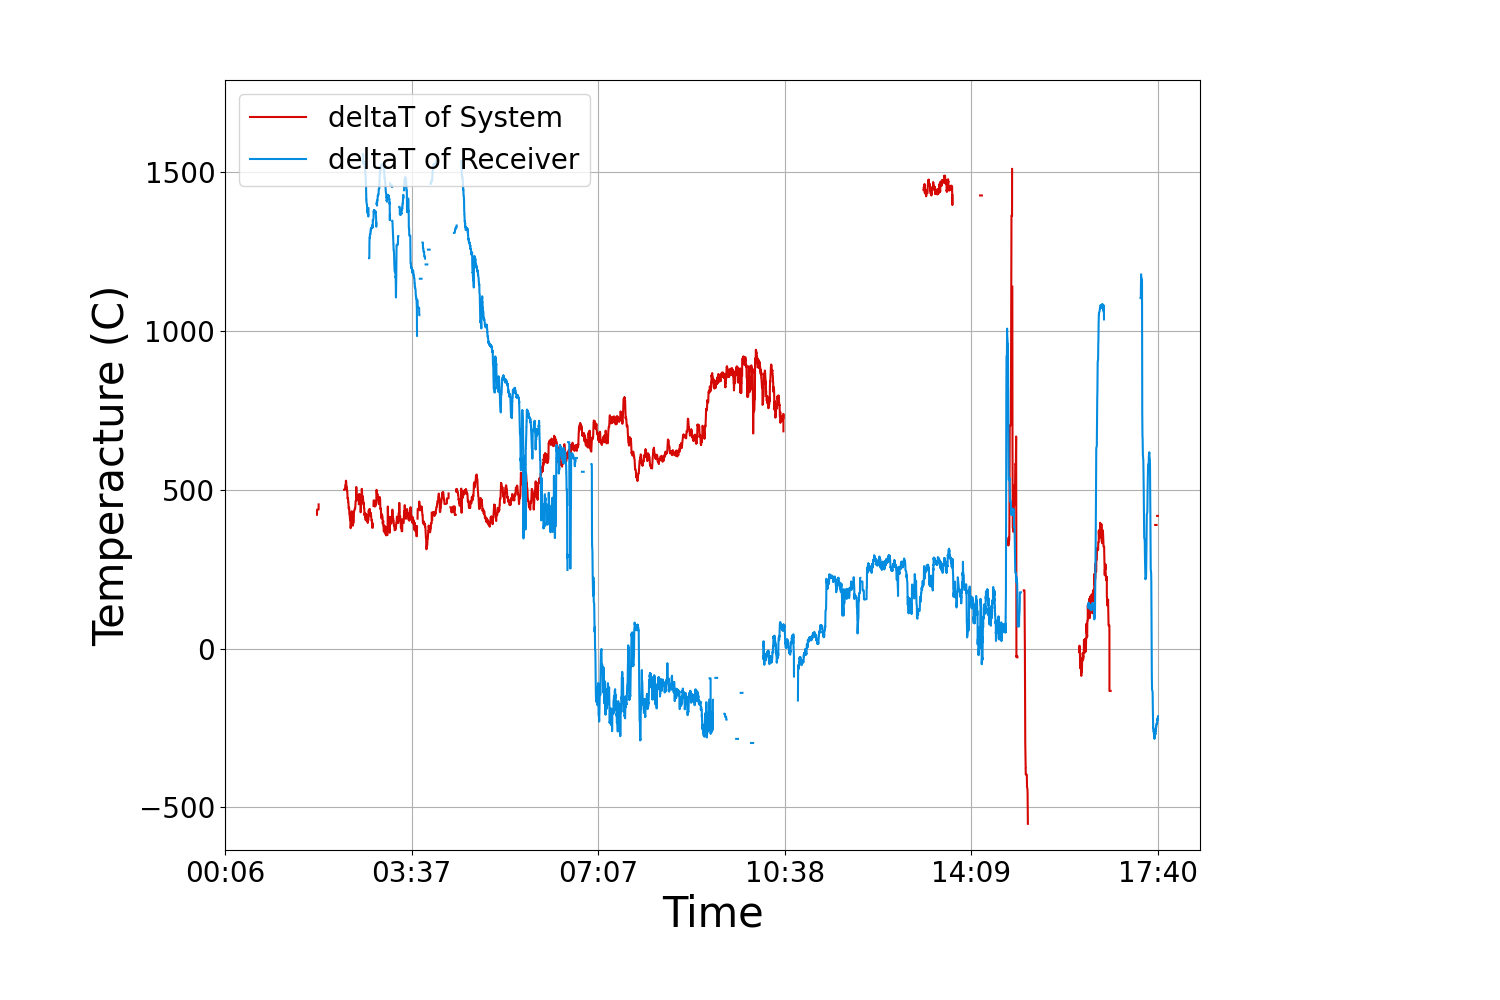 deltaT of System
deltaT of Receiver
Temperacture (C)
1500
1000
500
0
−500
00:06 03:37 07:07 10:38 14:09 17:40
Time